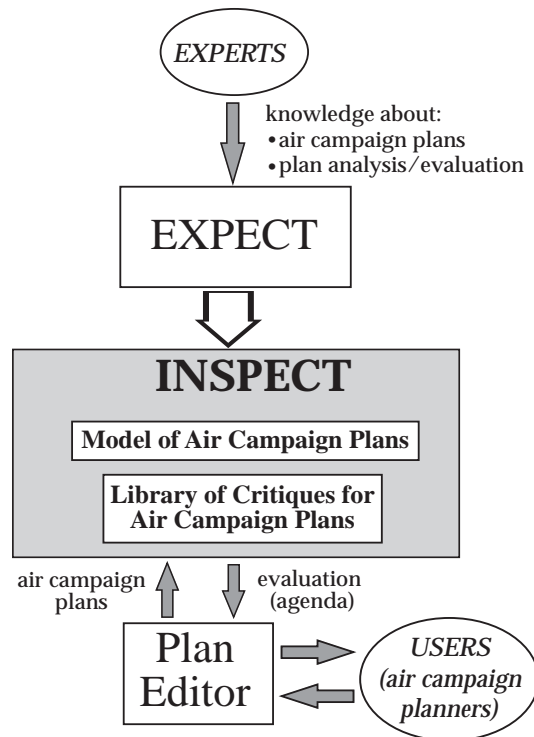 EXPERTS
knowledge about:
•air campaign plans
•plan analysis/evaluation
EXPECT
INSPECT
Model of Air Campaign Plans
Library of Critiques for
Air Campaign Plans
air campaign
plans
evaluation
(agenda)
Plan
Editor
USERS
(air campaign
planners)